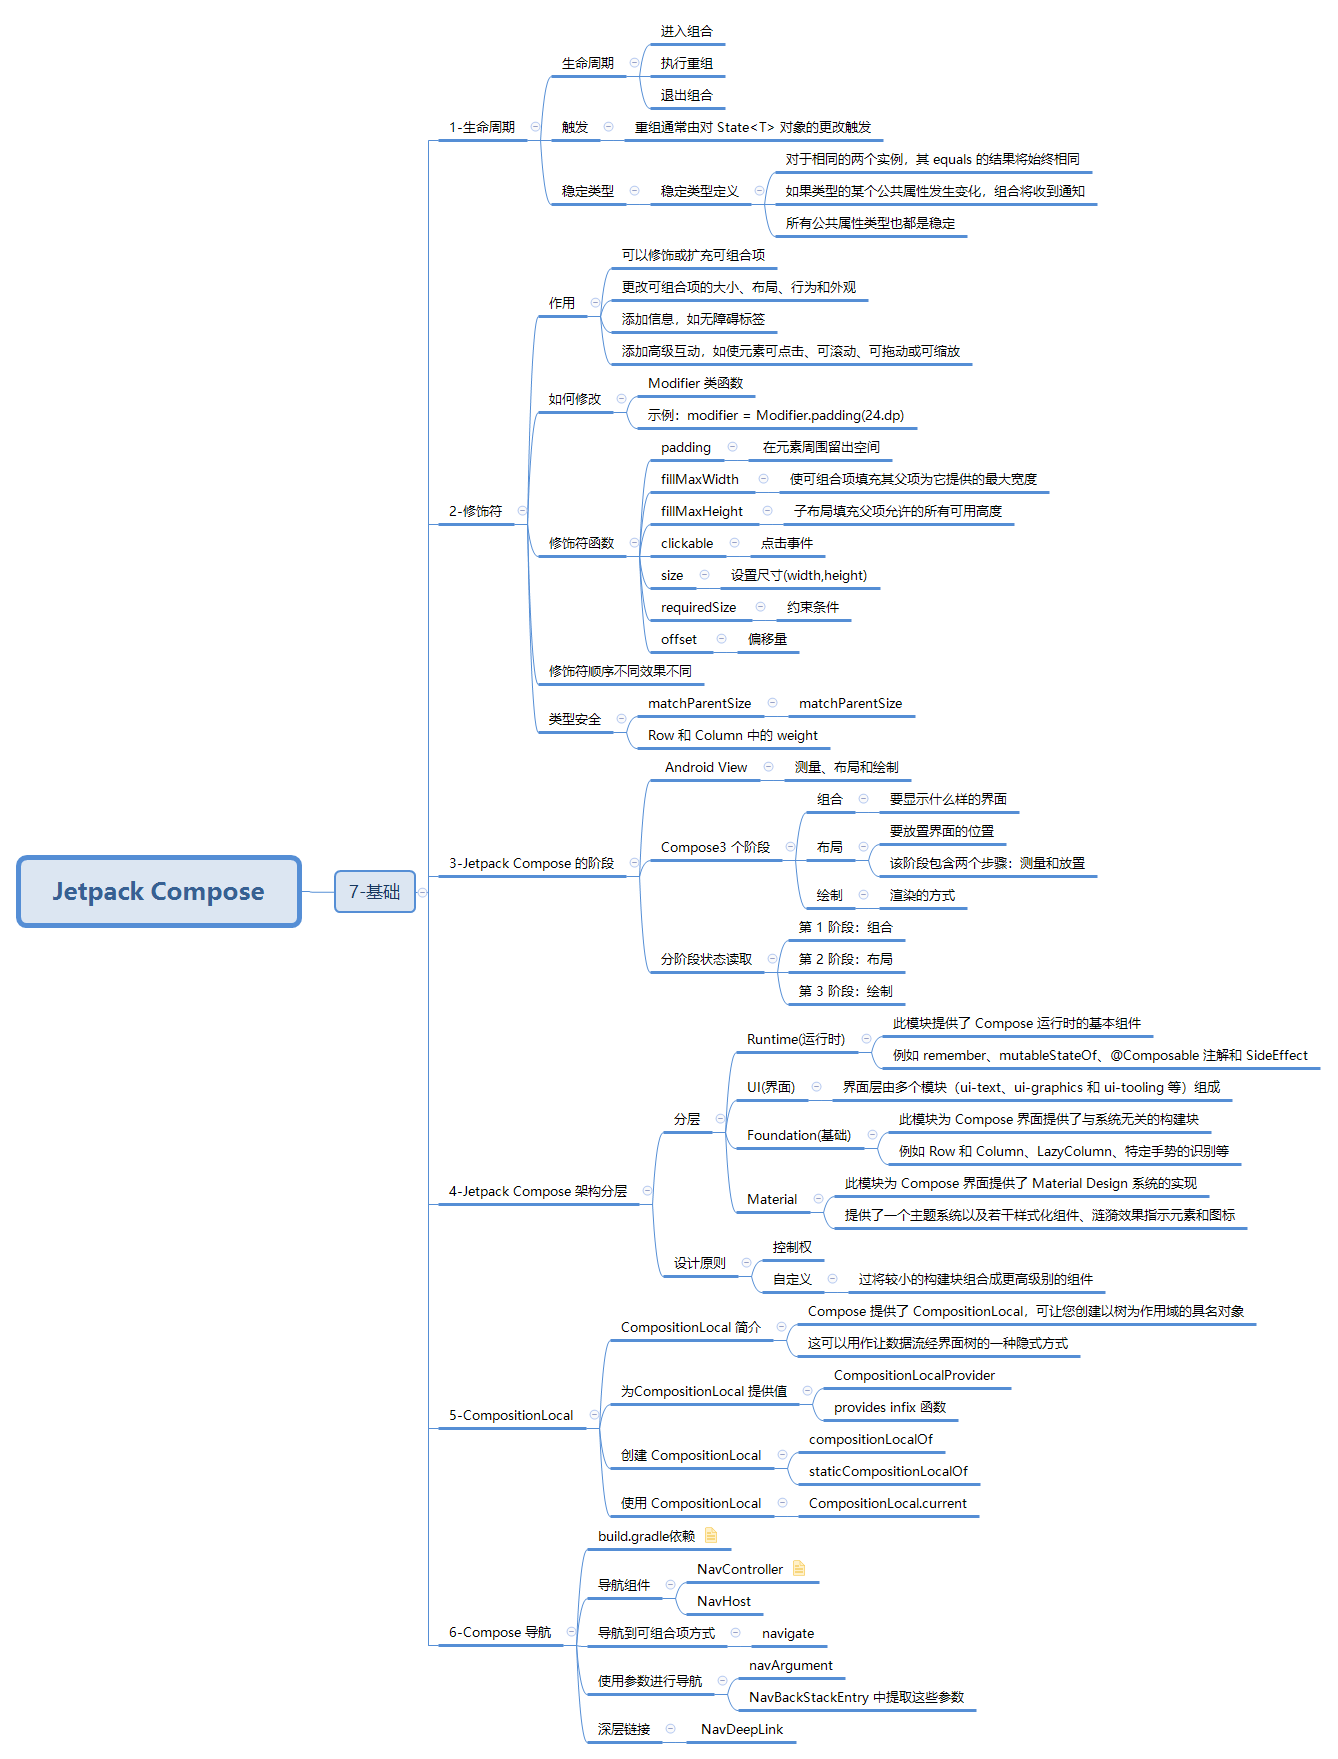 Jetpack Compose
7-基础
1-生命周期
生命周期
进入组合
执行重组
退出组合
触发
重组通常由对 State<T> 对象的更改触发
稳定类型
稳定类型定义
对于相同的两个实例，其 equals 的结果将始终相同
如果类型的某个公共属性发生变化，组合将收到通知
所有公共属性类型也都是稳定
2-修饰符
作用
可以修饰或扩充可组合项
更改可组合项的大小、布局、行为和外观
添加信息，如无障碍标签
添加高级互动，如使元素可点击、可滚动、可拖动或可缩放
如何修改
Modifier 类函数
示例：modifier = Modifier.padding(24.dp)
修饰符函数
padding
在元素周围留出空间
fillMaxWidth
使可组合项填充其父项为它提供的最大宽度
fillMaxHeight
子布局填充父项允许的所有可用高度
clickable
点击事件
size
设置尺寸(width,height)
requiredSize
约束条件
offset
偏移量
修饰符顺序不同效果不同
类型安全
matchParentSize
matchParentSize
Row 和 Column 中的 weight
3-Jetpack Compose 的阶段
Android View
测量、布局和绘制
Compose3 个阶段
组合
要显示什么样的界面
布局
要放置界面的位置
该阶段包含两个步骤：测量和放置
绘制
渲染的方式
分阶段状态读取
第 1 阶段：组合
第 2 阶段：布局
第 3 阶段：绘制
4-Jetpack Compose 架构分层
分层
Runtime(运行时)
此模块提供了 Compose 运行时的基本组件
例如 remember、mutableStateOf、@Composable 注解和 SideEffect
UI(界面)
界面层由多个模块（ui-text、ui-graphics 和 ui-tooling 等）组成
Foundation(基础)
此模块为 Compose 界面提供了与系统无关的构建块
例如 Row 和 Column、LazyColumn、特定手势的识别等
Material
此模块为 Compose 界面提供了 Material Design 系统的实现
提供了一个主题系统以及若干样式化组件、涟漪效果指示元素和图标
设计原则
控制权
自定义
过将较小的构建块组合成更高级别的组件
5-CompositionLocal
CompositionLocal 简介
Compose 提供了 CompositionLocal，可让您创建以树为作用域的具名对象
这可以用作让数据流经界面树的一种隐式方式
为CompositionLocal 提供值
CompositionLocalProvider
provides infix 函数
创建 CompositionLocal
compositionLocalOf
staticCompositionLocalOf
使用 CompositionLocal
CompositionLocal.current
6-Compose 导航
build.gradle依赖
导航组件
NavController
NavHost
导航到可组合项方式
navigate
使用参数进行导航
navArgument
NavBackStackEntry 中提取这些参数
深层链接
NavDeepLink